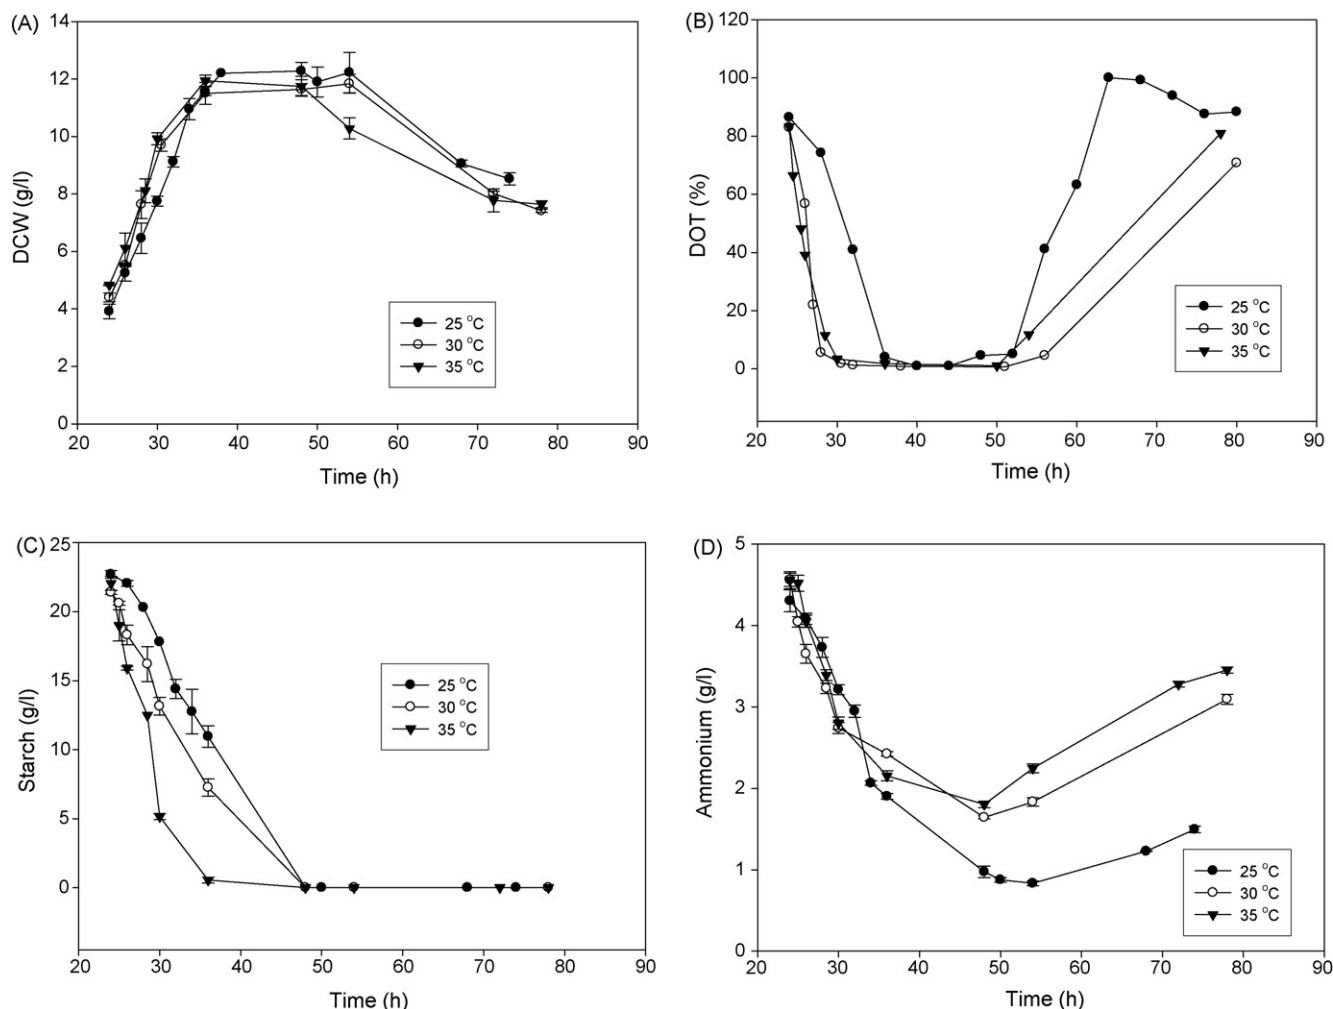 (A)
14
12
10
8
6
4
2
0
DCW (g/l)
20 30 40 50 60 70 80 90
Time (h)
25 °C
30 °C
35 °C
(B)
120
100
80
60
40
20
0
DOT (%)
20 30 40 50 60 70 80 90
Time (h)
25 °C
30 °C
35 °C
(C)
25
20
15
10
5
0
Starch (g/l)
20 30 40 50 60 70 80 90
Time (h)
25 °C
30 °C
35 °C
(D)
5
4
3
2
1
0
Ammonium (g/l)
20 30 40 50 60 70 80 90
Time (h)
25 °C
30 °C
35 °C